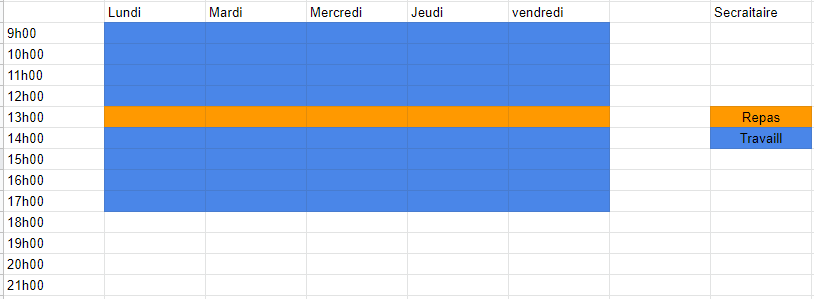 Lundi Mardi Mercredi Jeudi vendredi Secraitaire
9h00
10h00
11h00
12h00
13h00 Repas
14h00 Travaill
15h00
16h00
17h00
18h00
19h00
20h00
21h00